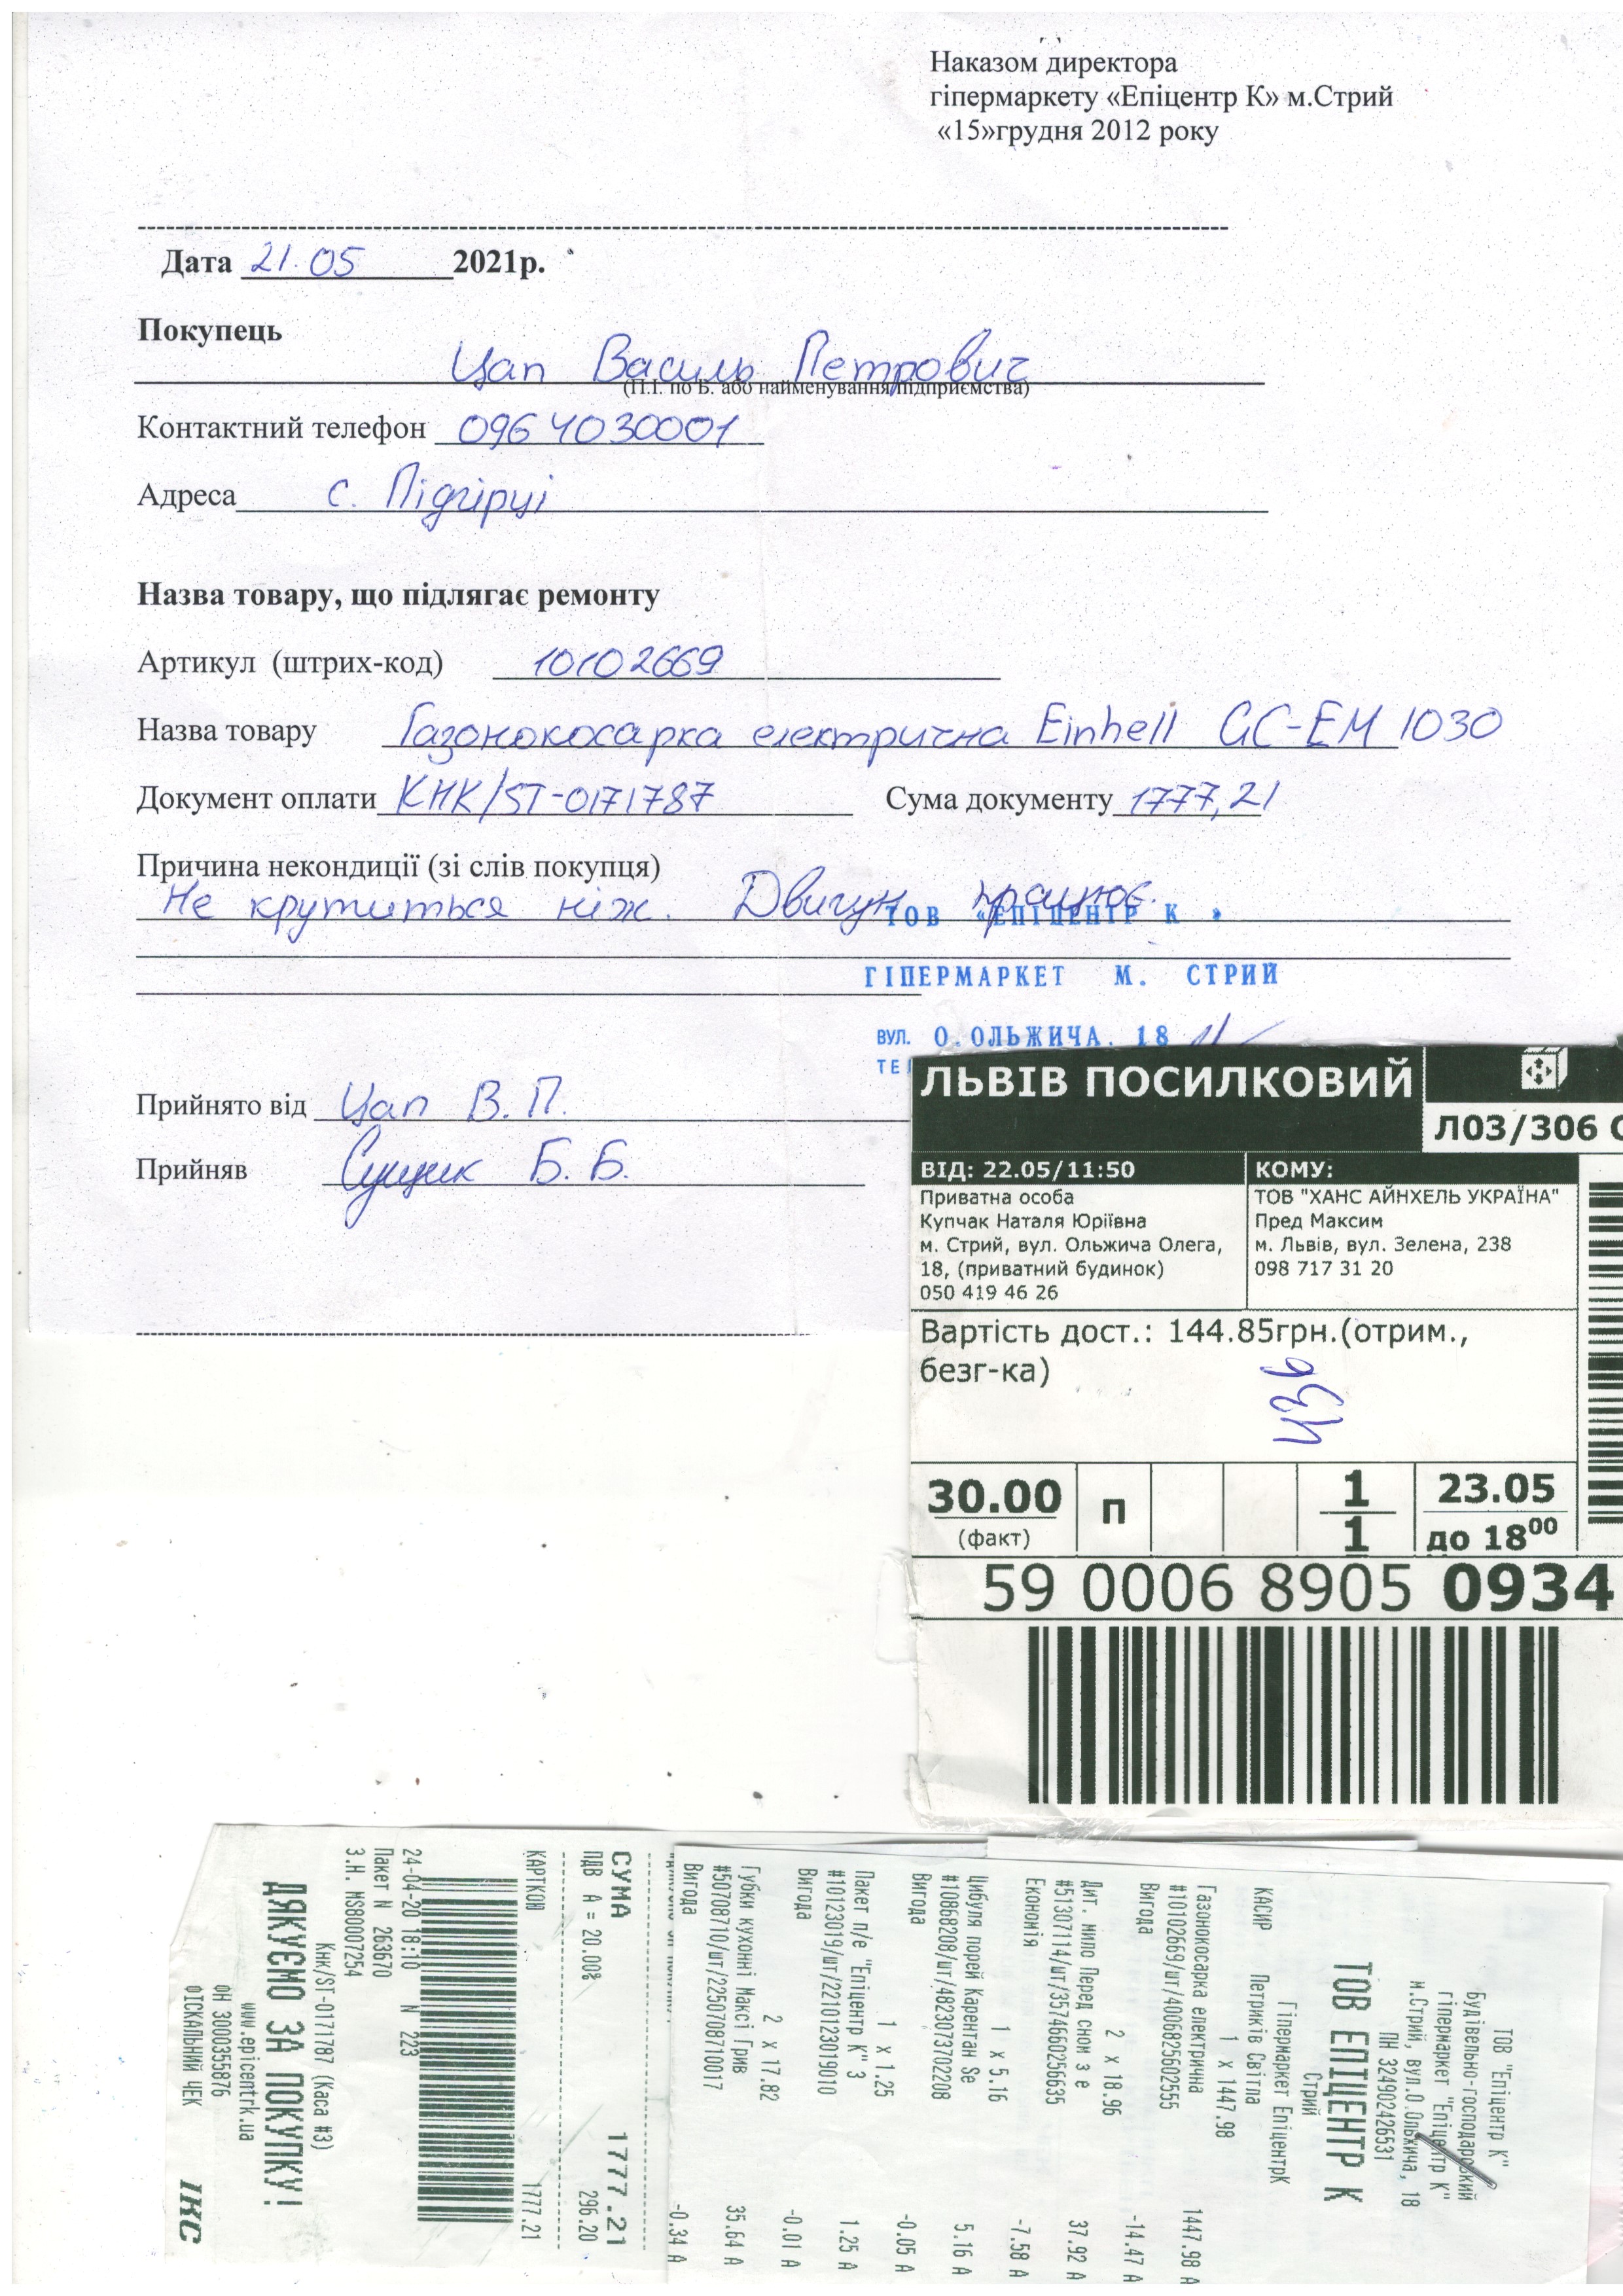 Наказом директора
гіпермаркету «Епіцентр К» м.Стрий
«15»грудня 2012 року
Дата 21.05 2021р.
Покупець
Цап Василь Петрович
(П.І. по Б. або найменування підприємства)
Контактний телефон 096 4030001
Адреса с. Підгірці
Назва товару, що підлягає ремонту
Артикул (штрих-код) 10102669
Назва товару Газонокосарка електрична Einhell GC-EM 1030
Документ оплати КНК/ST-0171787 Сума документу 1777,21
Причина некондиції (зі слів покупця)
Не крутиться ніж. Двигун працює.
ТОВ «ЕПІЦЕНТР К»
ГІПЕРМАРКЕТ М. СТРИЙ
ВУЛ. О.ОЛЬЖИЧА. 18
Прийнято від Цап В. П.
Прийняв Сущик Б. Б.
ЛЬВІВ ПОСИЛКОВИЙ
Л03/306
ВІД: 22.05/11:50
Приватна особа
Купчак Наталя Юріївна
м. Стрий, вул. Ольжича Олега,
18, (приватний будинок)
050 419 46 26
КОМУ:
ТОВ "ХАНС АЙНХЕЛЬ УКРАЇНА"
Пред Максим
м. Львів, вул. Зелена, 238
098 717 31 20
Вартість дост.: 144.85грн.(отрим.,
безг-ка)
936
30.00
(факт)
П
1
1
23.05
до 18⁰⁰
59 0006 8905 0934
ТОВ "Епіцентр К"
Будівельно-господарський
гіпермаркет "Епіцентр К"
м.Стрий, вул.О.Ольжича, 18
ПН 324902426531
ТОВ ЕПІЦЕНТР К
Стрий
Гіпермаркет ЕпіцентрК
КАСИР Петриків Світла
1 x 1447.98
Газонокосарка електрична
#10102669/шт/4006825602555 1447.98 А
Вигода -14.47 А
2 x 18.96
Дит. мило Перед сном з е
#51307114/шт/3574660256635 37.92 А
Економія -7.58 А
1 x 5.16
Цибуля порей Карентан Se
#10868208/шт/4823073702208 5.16 А
Вигода -0.05 А
1 x 1.25
Пакет п/е "Епіцентр К" 3
#10123019/шт/2210123019010 1.25 А
Вигода -0.01 А
2 x 17.82
Губки кухонні Максі Грив
#50708710/шт/2250708710017 35.64 А
Вигода -0.34 А
СУМА 1777.21
ПДВ А = 20.00% 296.20
КАРТКОЮ 1777.21
24-04-20 18:10 N 223
Пакет N 263670
З.Н. NS80007254
Кнк/ST-0171787 (Каса #3)
ДЯКУЄМО ЗА ПОКУПКУ!
www.epicentrk.ua
ФН 3000355876
ФІСКАЛЬНИЙ ЧЕК
ІКС